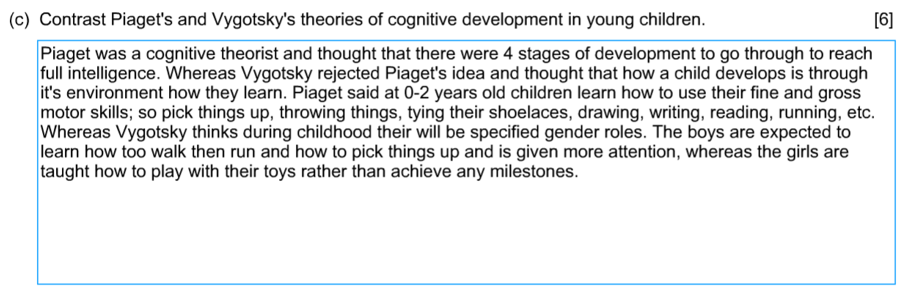 (c) Contrast Piaget's and Vygotsky's theories of cognitive development in young children. [6]
Piaget was a cognitive theorist and thought that there were 4 stages of development to go through to reach
full intelligence. Whereas Vygotsky rejected Piaget's idea and thought that how a child develops is through
it's environment how they learn. Piaget said at 0-2 years old children learn how to use their fine and gross
motor skills; so pick things up, throwing things, tying their shoelaces, drawing, writing, reading, running, etc.
Whereas Vygotsky thinks during childhood their will be specified gender roles. The boys are expected to
learn how too walk then run and how to pick things up and is given more attention, whereas the girls are
taught how to play with their toys rather than achieve any milestones.